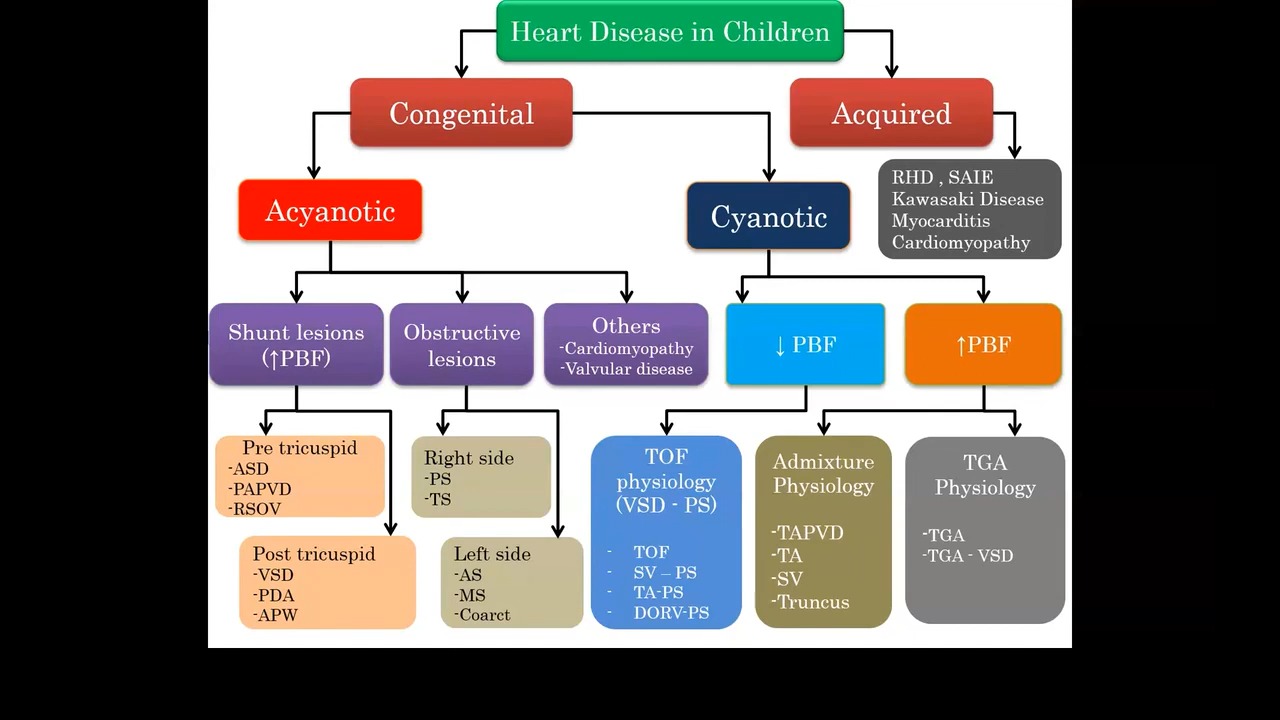 Heart Disease in Children
Congenital
Acquired
RHD , SAIE
Kawasaki Disease
Myocarditis
Cardiomyopathy
Acyanotic
Cyanotic
Shunt lesions
(↑PBF)
Obstructive
lesions
Others
-Cardiomyopathy
-Valvular disease
↓ PBF
↑PBF
Pre tricuspid
-ASD
-PAPVD
-RSOV
Post tricuspid
-VSD
-PDA
-APW
Right side
-PS
-TS
Left side
-AS
-MS
-Coarct
TOF
physiology
(VSD - PS)
- TOF
- SV – PS
- TA-PS
- DORV-PS
Admixture
Physiology
-TAPVD
-TA
-SV
-Truncus
TGA
Physiology
-TGA
-TGA - VSD